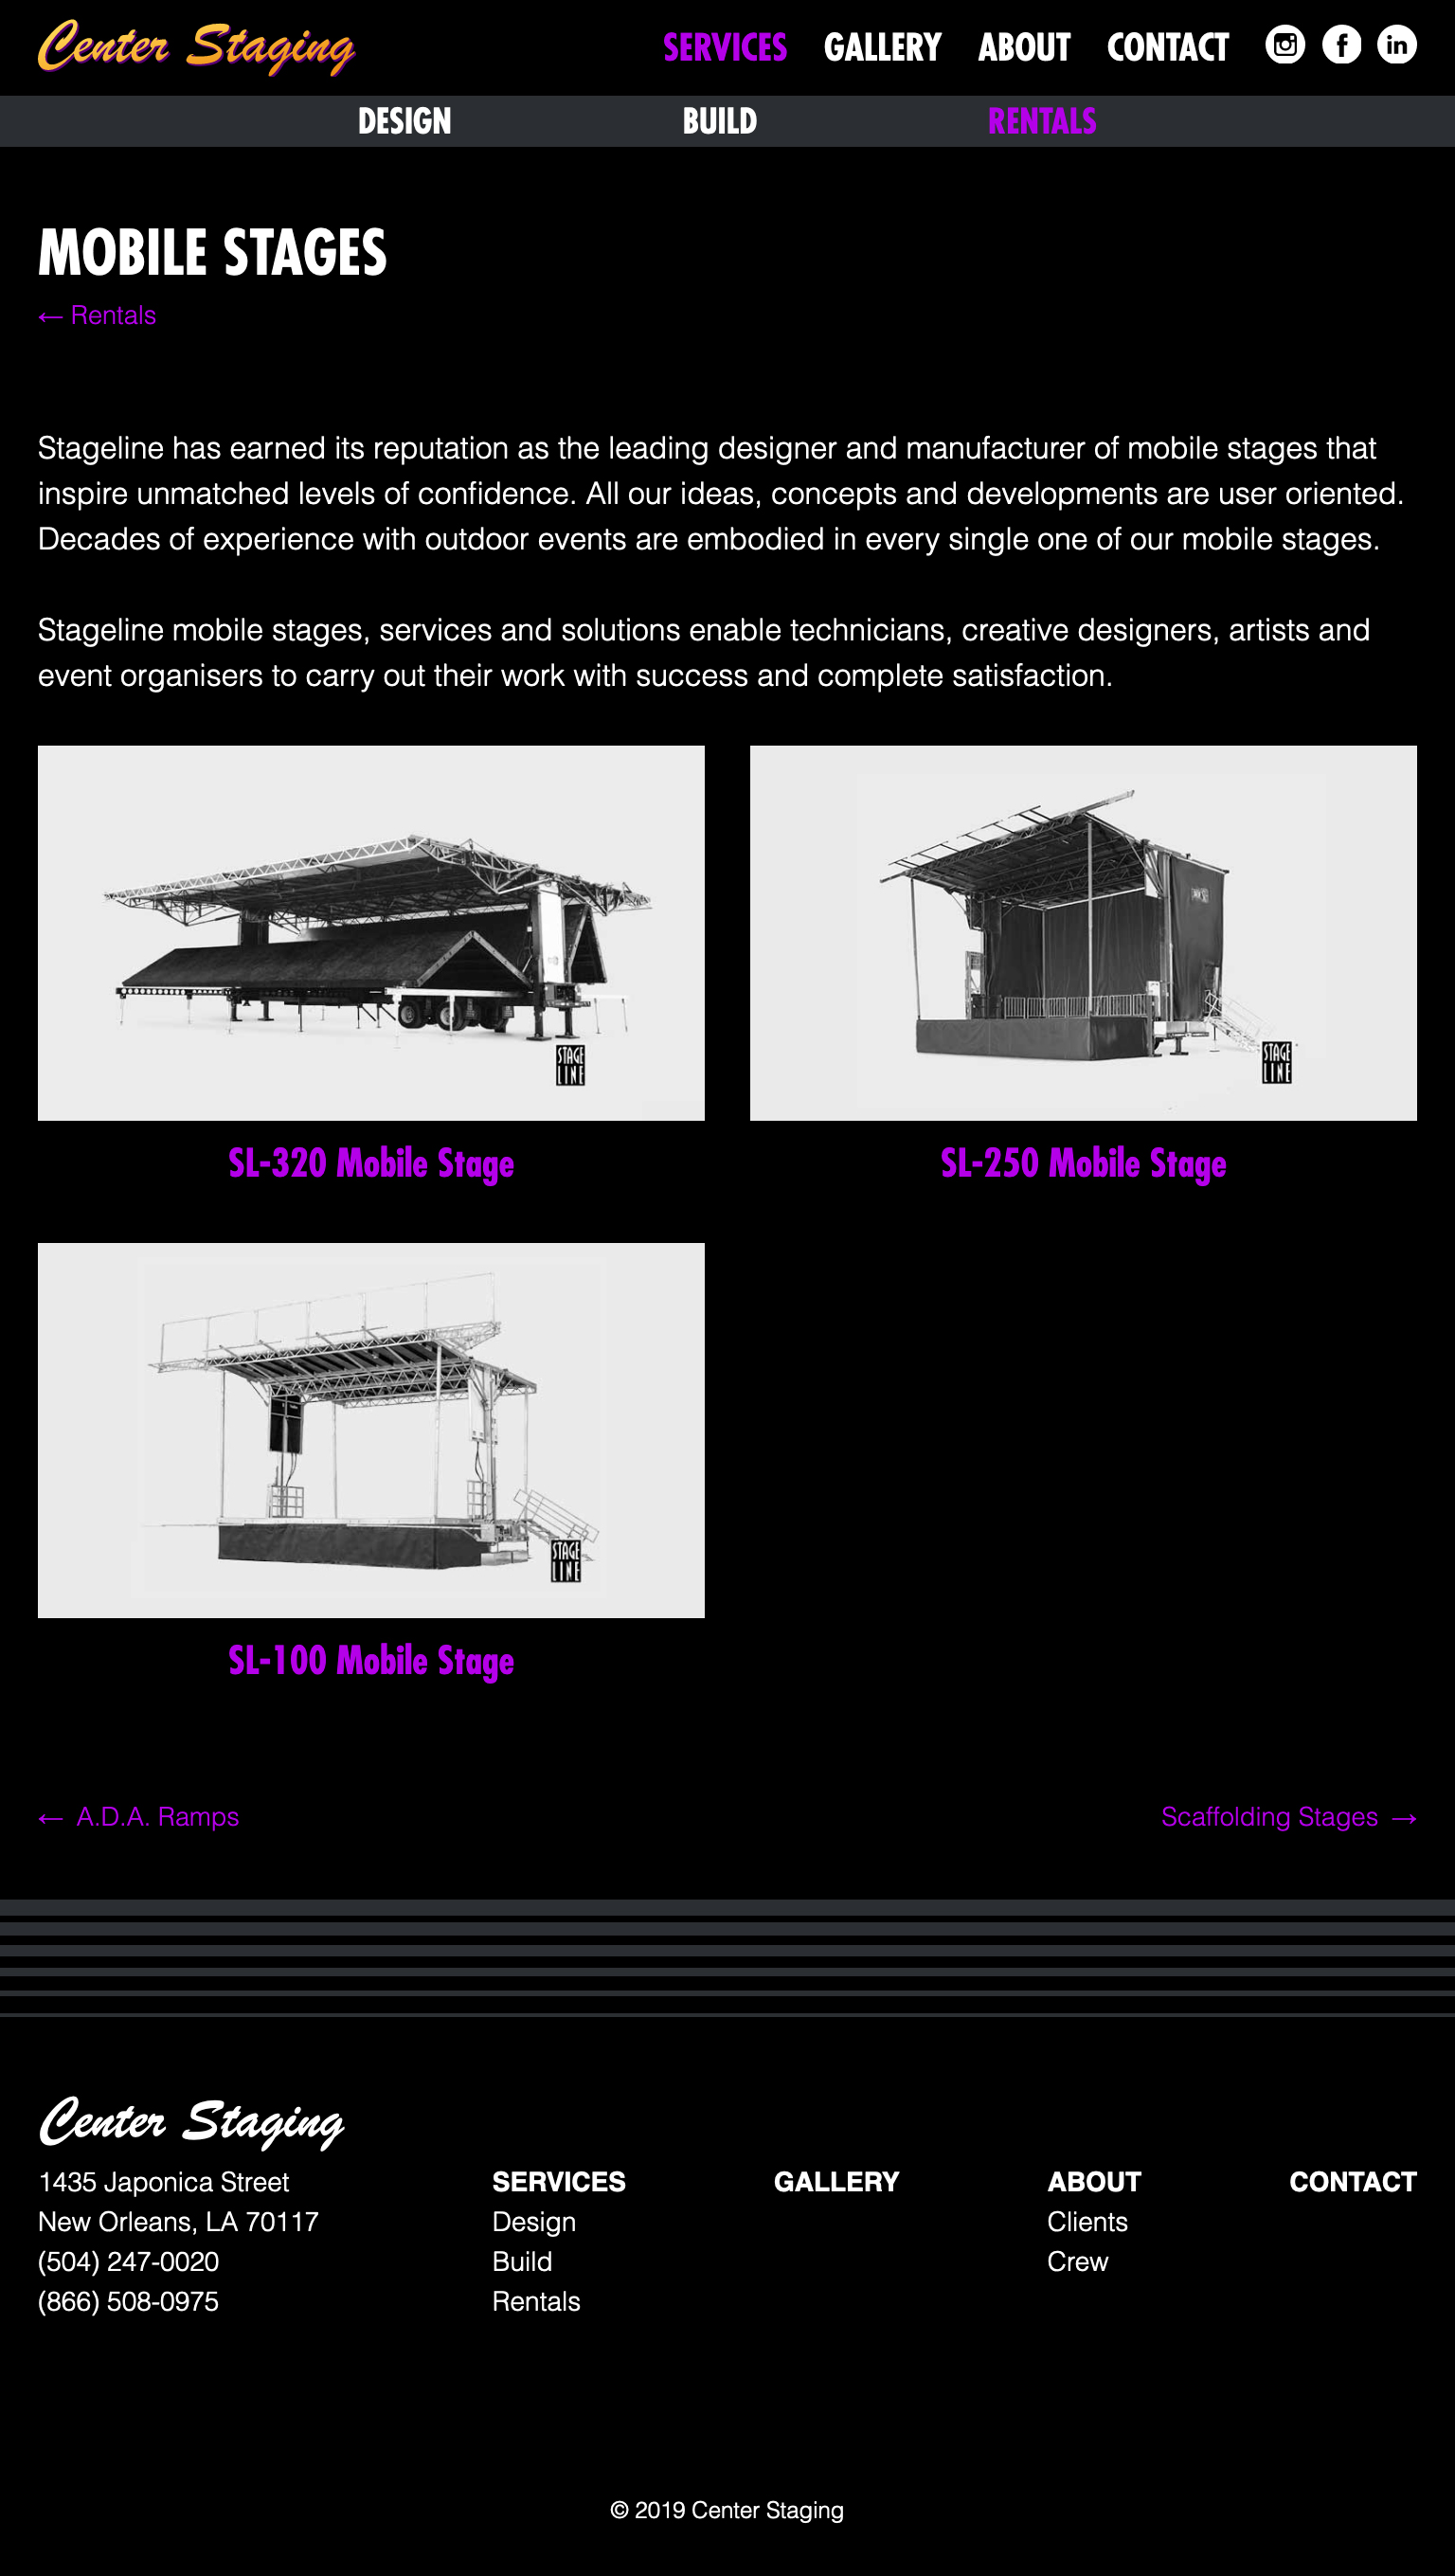 Center Staging
SERVICES GALLERY ABOUT CONTACT
DESIGN BUILD RENTALS
MOBILE STAGES
← Rentals
Stageline has earned its reputation as the leading designer and manufacturer of mobile stages that
inspire unmatched levels of confidence. All our ideas, concepts and developments are user oriented.
Decades of experience with outdoor events are embodied in every single one of our mobile stages.
Stageline mobile stages, services and solutions enable technicians, creative designers, artists and
event organisers to carry out their work with success and complete satisfaction.
STAGE
LINE
STAGE
LINE
SL-320 Mobile Stage
SL-250 Mobile Stage
STAGE
LINE
SL-100 Mobile Stage
← A.D.A. Ramps
Scaffolding Stages →
Center Staging
1435 Japonica Street
New Orleans, LA 70117
(504) 247-0020
(866) 508-0975
SERVICES
Design
Build
Rentals
GALLERY
ABOUT
Clients
Crew
CONTACT
© 2019 Center Staging